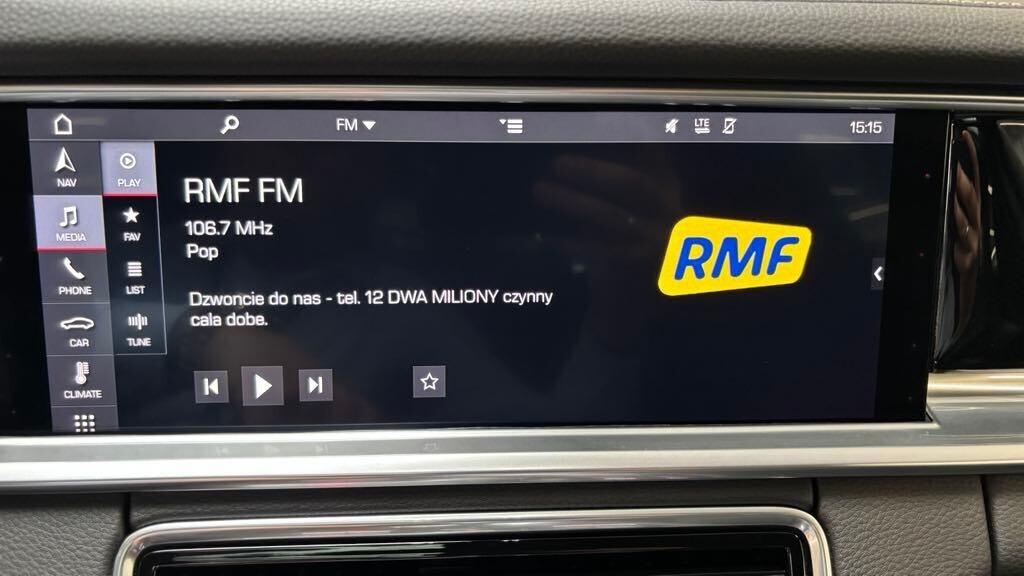 FM
LTE
15:15
NAV
PLAY
MEDIA
FAV
PHONE
LIST
CAR
TUNE
CLIMATE
RMF FM
106.7 MHz
Pop
Dzwoncie do nas - tel. 12 DWA MILIONY czynny
cala dobe.
RMF